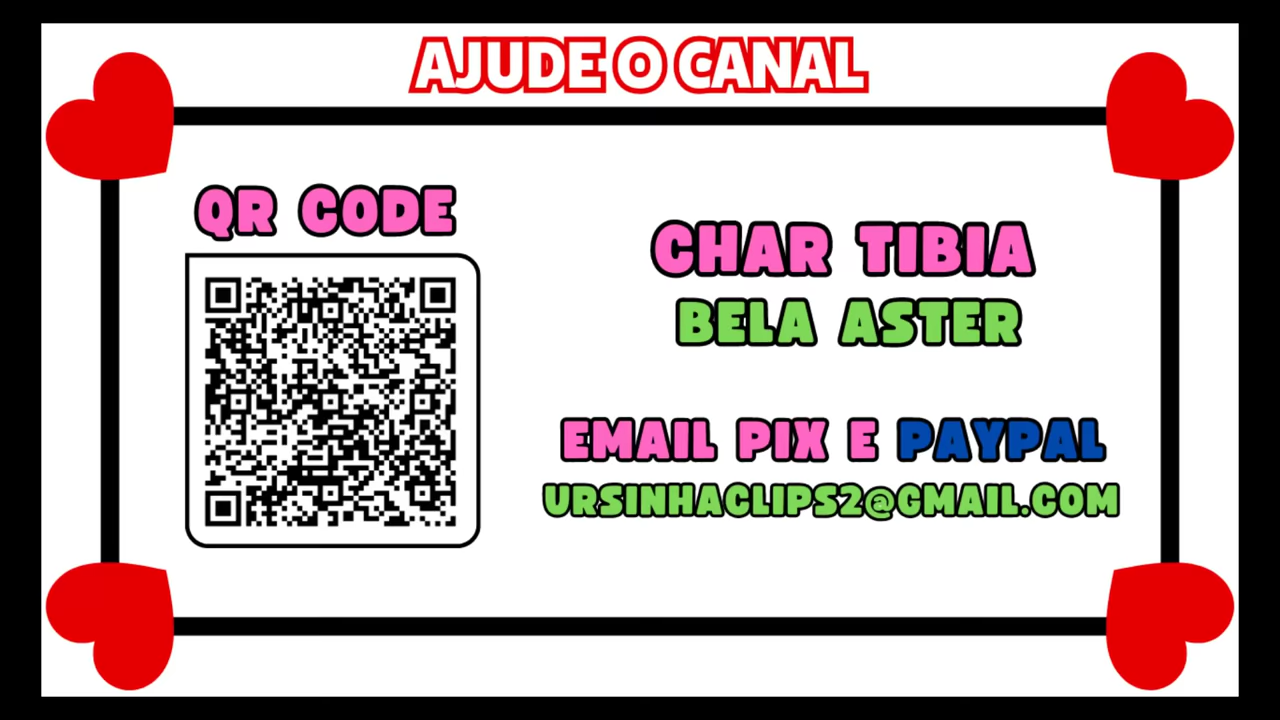 AJUDE O CANAL
QR CODE
CHAR TIBIA
BELA ASTER
EMAIL PIX E PAYPAL
URSINHACLIPS2@GMAIL.COM